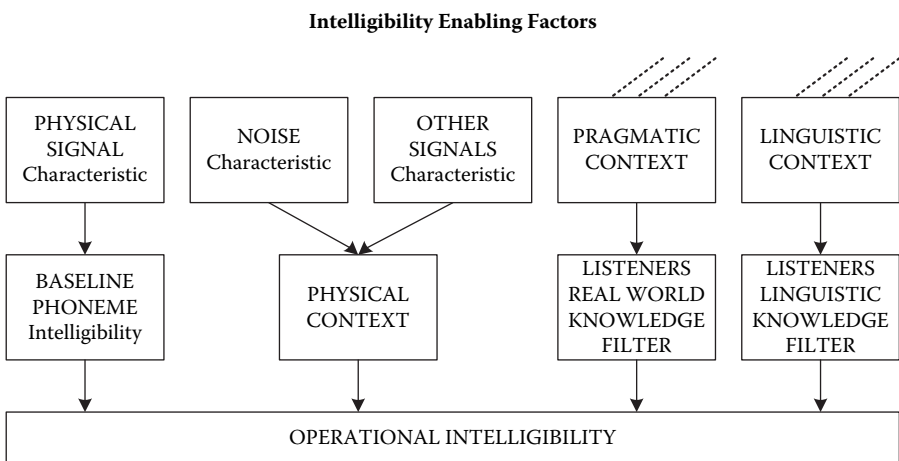 Intelligibility Enabling Factors
PHYSICAL
SIGNAL
Characteristic
NOISE
Characteristic
OTHER
SIGNALS
Characteristic
PRAGMATIC
CONTEXT
LINGUISTIC
CONTEXT
BASELINE
PHONEME
Intelligibility
PHYSICAL
CONTEXT
LISTENERS
REAL WORLD
KNOWLEDGE
FILTER
LISTENERS
LINGUISTIC
KNOWLEDGE
FILTER
OPERATIONAL INTELLIGIBILITY